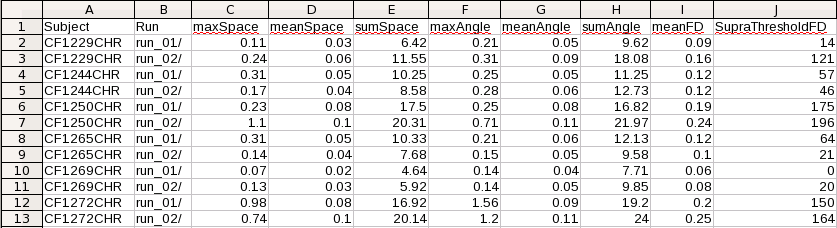 A B C D E F G H I J
1 Subject Run maxSpace meanSpace sumSpace maxAngle meanAngle sumAngle meanFD SupraThresholdFD
2 CF1229CHR run_01/ 0.11 0.03 6.42 0.21 0.05 9.62 0.09 14
3 CF1229CHR run_02/ 0.24 0.06 11.55 0.31 0.09 18.08 0.16 121
4 CF1244CHR run_01/ 0.31 0.05 10.25 0.25 0.05 11.25 0.12 57
5 CF1244CHR run_02/ 0.17 0.04 8.58 0.28 0.06 12.73 0.12 46
6 CF1250CHR run_01/ 0.23 0.08 17.5 0.25 0.08 16.82 0.19 175
7 CF1250CHR run_02/ 1.1 0.1 20.31 0.71 0.11 21.97 0.24 196
8 CF1265CHR run_01/ 0.31 0.05 10.33 0.21 0.06 12.13 0.12 64
9 CF1265CHR run_02/ 0.14 0.04 7.68 0.15 0.05 9.58 0.1 21
10 CF1269CHR run_01/ 0.07 0.02 4.64 0.14 0.04 7.71 0.06 0
11 CF1269CHR run_02/ 0.13 0.03 5.92 0.14 0.05 9.85 0.08 20
12 CF1272CHR run_01/ 0.98 0.08 16.92 1.56 0.09 19.2 0.2 150
13 CF1272CHR run_02/ 0.74 0.1 20.14 1.2 0.11 24 0.25 164